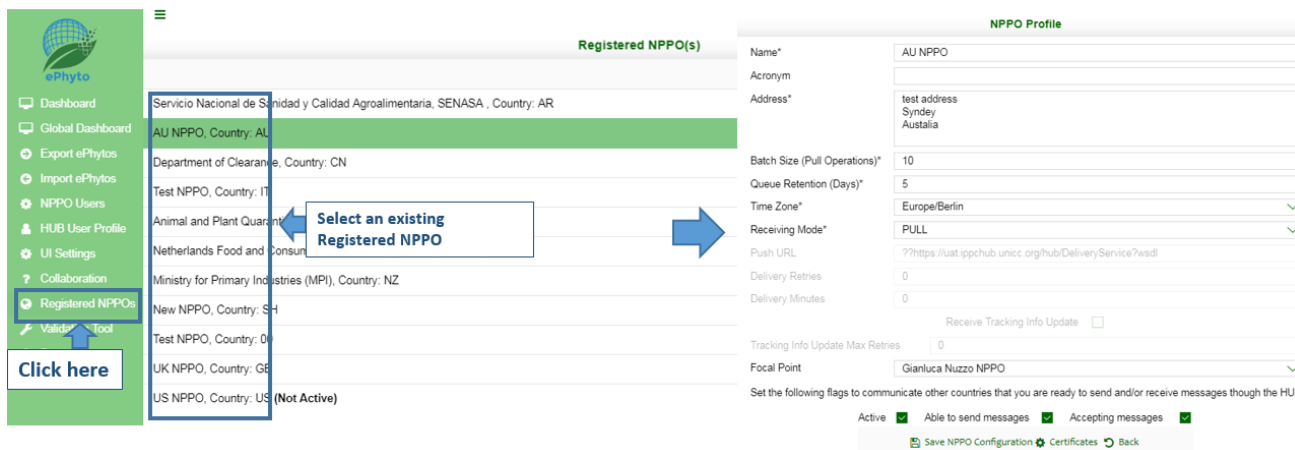 ePhyto
Dashboard
Global Dashboard
Export ePhytos
Import ePhytos
NPPO Users
HUB User Profile
UI Settings
Collaboration
Registered NPPOs
Tool
Click here
Registered NPPO(s)
Servicio Nacional de Sanidad y Calidad Agroalimentaria, SENASA , Country: AR
AU NPPO, Country: AU
Department of Clearance, Country: CN
Test NPPO, Country: IT
Animal and Plant
Netherlands Food and
Ministry for Primary Industries (MPI), Country: NZ
New NPPO, Country: SH
Test NPPO, Country: 00
UK NPPO, Country: GB
US NPPO, Country: US (Not Active)
Select an existing
Registered NPPO
NPPO Profile
Name* AU NPPO
Acronym
Address* test address
Syndey
Austalia
Batch Size (Pull Operations)* 10
Queue Retention (Days)* 5
Time Zone* Europe/Berlin
Receiving Mode* PULL
Push URL ??https://uat.ippchub.unicc.org/hub/DeliveryService?wsdl
Delivery Retries 0
Delivery Minutes 0
Receive Tracking Info Update
Tracking Info Update Max Retries 0
Focal Point Gianluca Nuzzo NPPO
Set the following flags to communicate other countries that you are ready to send and/or receive messages though the HU
Active Able to send messages Accepting messages
Save NPPO Configuration Certificates Back